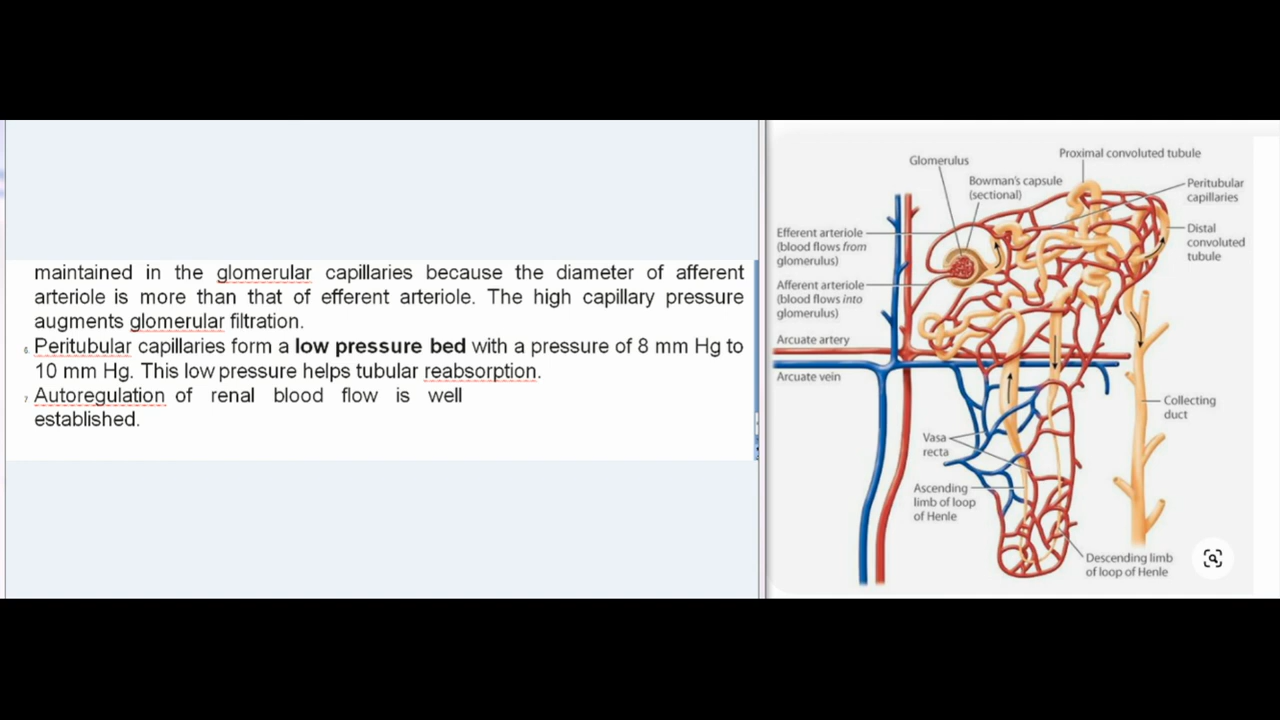 maintained in the glomerular capillaries because the diameter of afferent
arteriole is more than that of efferent arteriole. The high capillary pressure
augments glomerular filtration.
6. Peritubular capillaries form a low pressure bed with a pressure of 8 mm Hg to
10 mm Hg. This low pressure helps tubular reabsorption.
7 Autoregulation of renal blood flow is well
established.
Glomerulus
Proximal convoluted tubule
Bowman's capsule
(sectional)
Peritubular
capillaries
Efferent arteriole
(blood flows from
glomerulus)
Distal
convoluted
tubule
Afferent arteriole
(blood flows into
glomerulus)
Arcuate artery
Arcuate vein
Collecting
duct
Vasa
recta
Ascending
limb of loop
of Henle
Descending limb
of loop of Henle